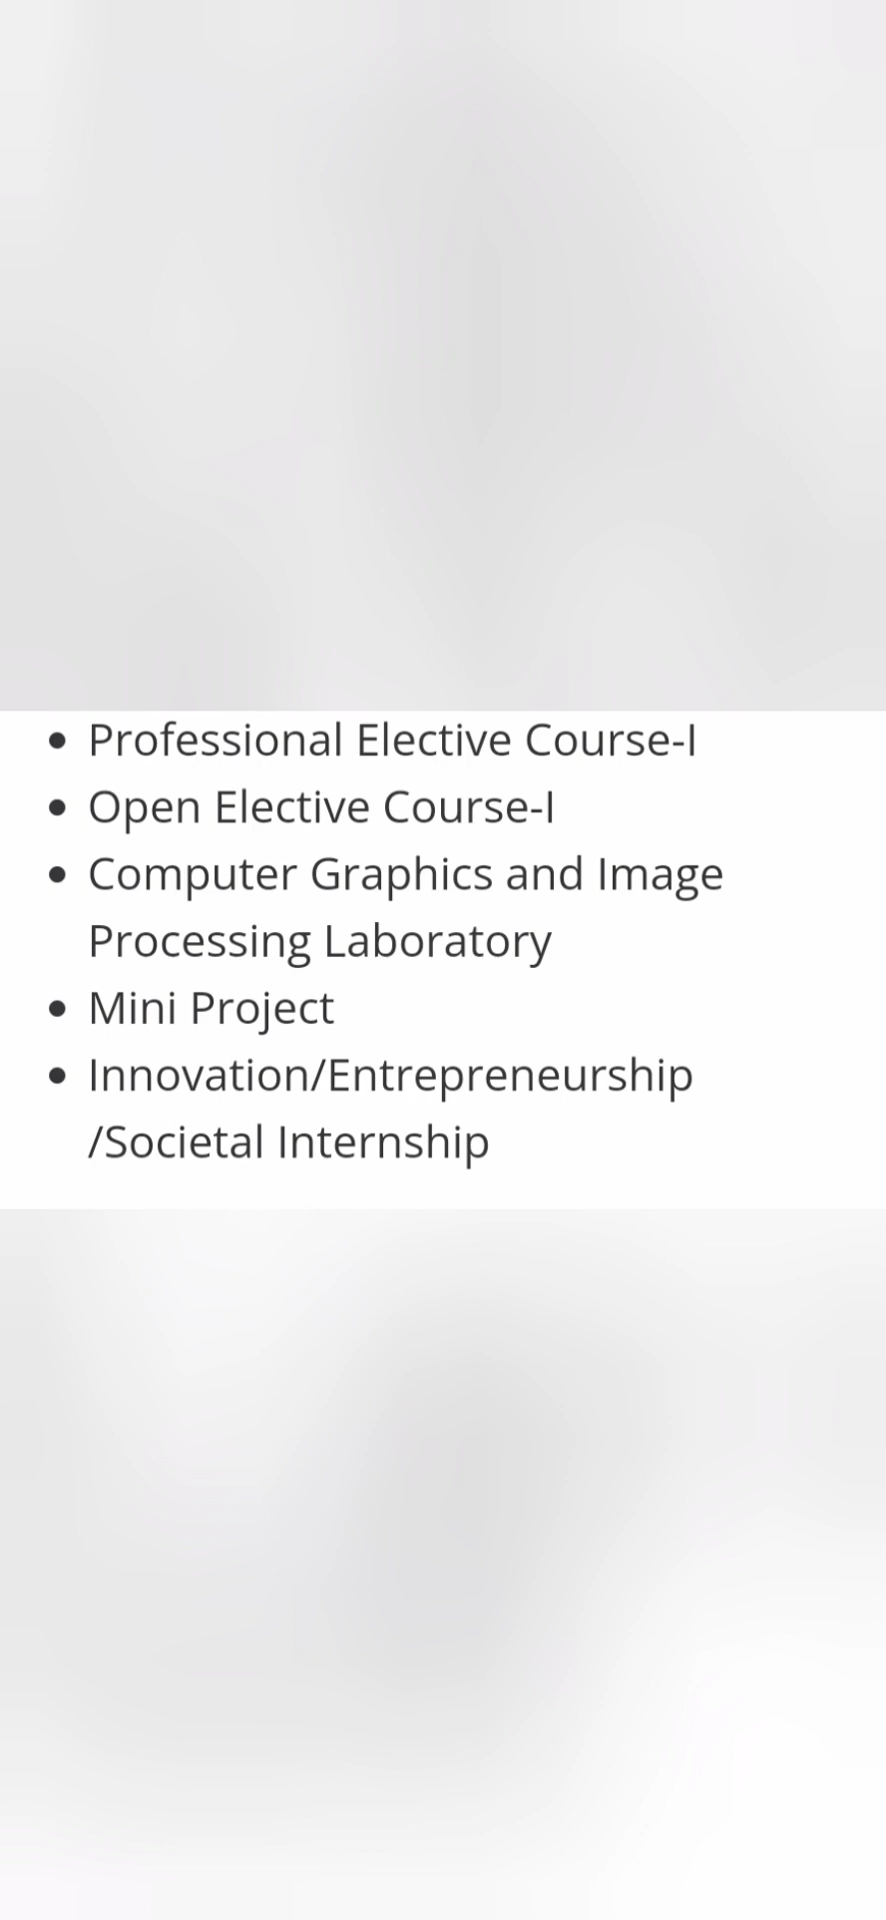 • Professional Elective Course-I
• Open Elective Course-I
• Computer Graphics and Image
Processing Laboratory
• Mini Project
• Innovation/Entrepreneurship
/Societal Internship